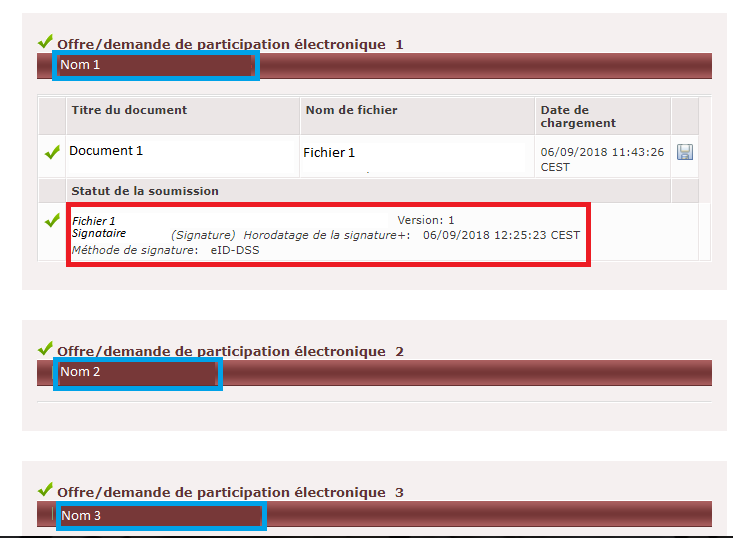 Offre/demande de participation électronique 1
Nom 1
Titre du document Nom de fichier Date de chargement
Document 1 Fichier 1 06/09/2018 11:43:26 CEST
Statut de la soumission
Fichier 1 Version: 1
Signataire (Signature) Horodatage de la signature+: 06/09/2018 12:25:23 CEST
Méthode de signature: eID-DSS
Offre/demande de participation électronique 2
Nom 2
Offre/demande de participation électronique 3
Nom 3